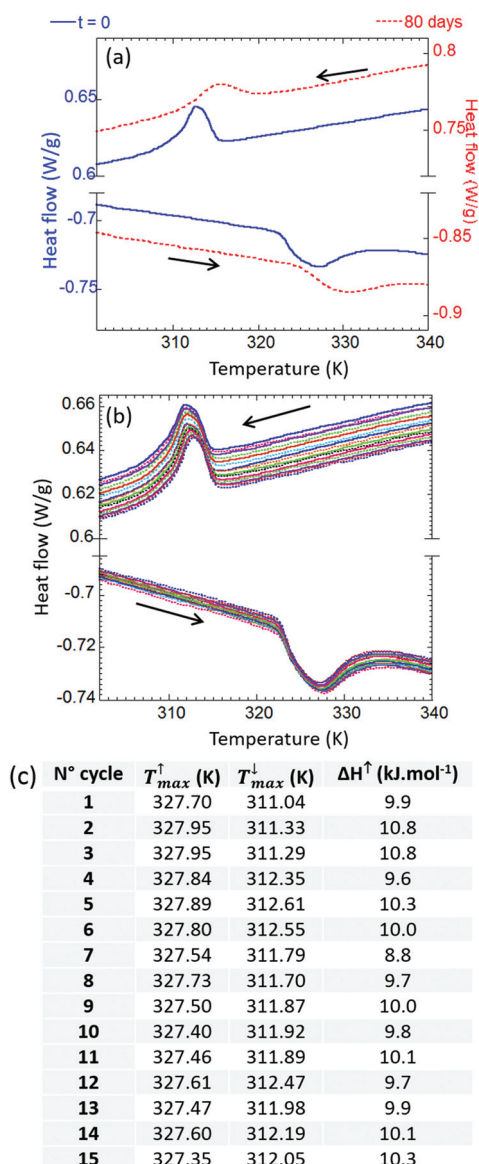 t = 0
80 days
(a)
0.65
0.6
-0.7
-0.75
Heat flow (W/g)
0.8
0.75
-0.85
-0.9
Heat flow (W/g)
310 320 330 340
Temperature (K)
(b)
0.66
0.64
0.62
0.6
-0.7
-0.72
-0.74
Heat flow (W/g)
310 320 330 340
Temperature (K)
(c) N° cycle T↑max (K) T↓max (K) ΔH↑ (kJ.mol-1)
1 327.70 311.04 9.9
2 327.95 311.33 10.8
3 327.95 311.29 10.8
4 327.84 312.35 9.6
5 327.89 312.61 10.3
6 327.80 312.55 10.0
7 327.54 311.79 8.8
8 327.73 311.70 9.7
9 327.50 311.87 10.0
10 327.40 311.92 9.8
11 327.46 311.89 10.1
12 327.61 312.47 9.7
13 327.47 311.98 9.9
14 327.60 312.19 10.1
15 327.35 312.05 10.3